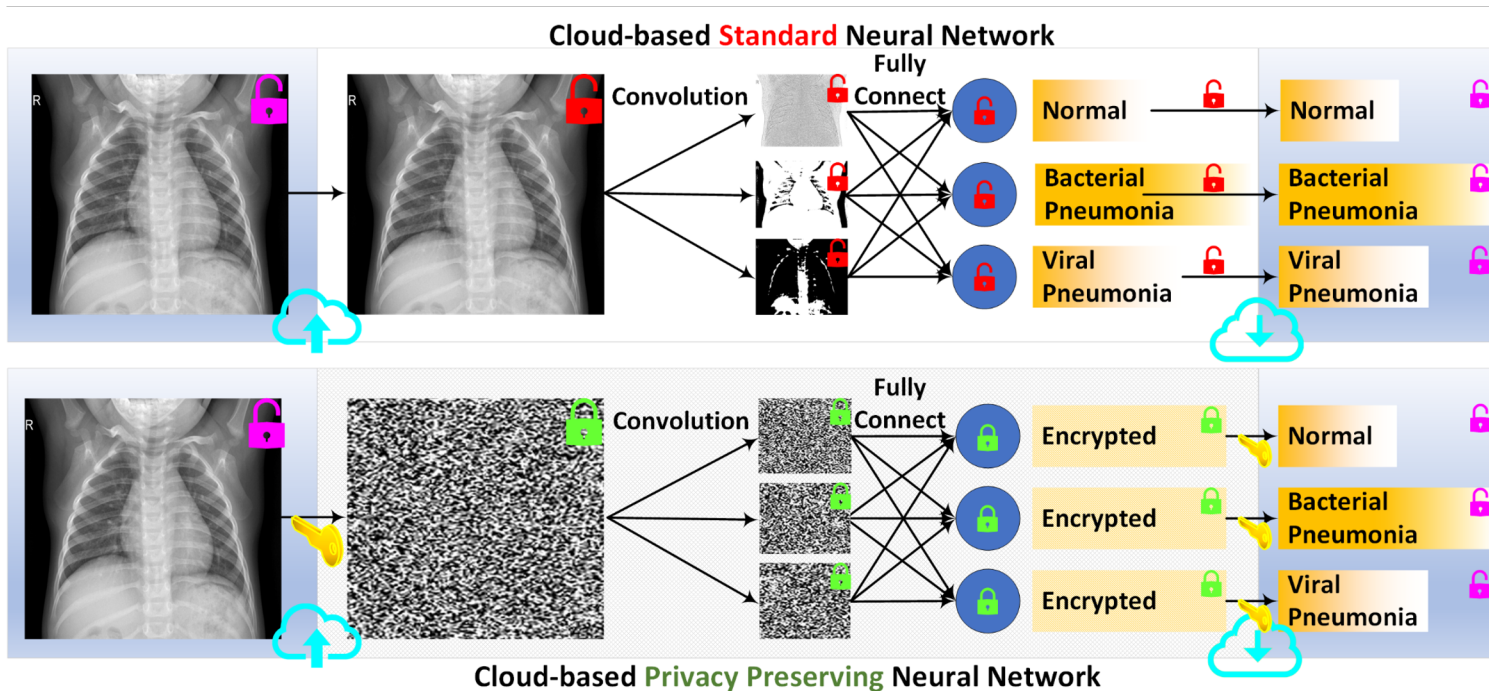 Cloud-based Standard Neural Network
R
R
Convolution
Fully
Connect
Normal
Normal
Bacterial
Pneumonia
Bacterial
Pneumonia
Viral
Pneumonia
Viral
Pneumonia
R
Convolution
Fully
Connect
Encrypted
Normal
Encrypted
Bacterial
Pneumonia
Encrypted
Viral
Pneumonia
Cloud-based Privacy Preserving Neural Network